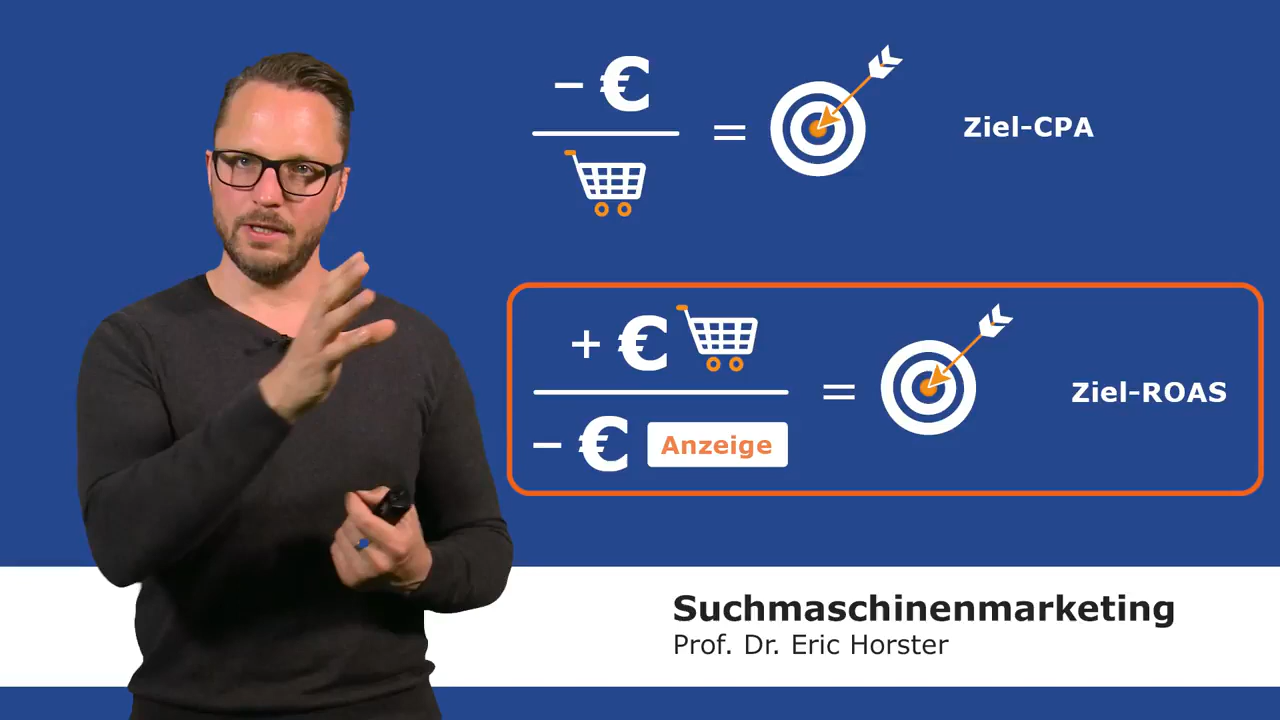 − €
= Ziel-CPA
+ €
= Ziel-ROAS
− € Anzeige
Suchmaschinenmarketing
Prof. Dr. Eric Horster